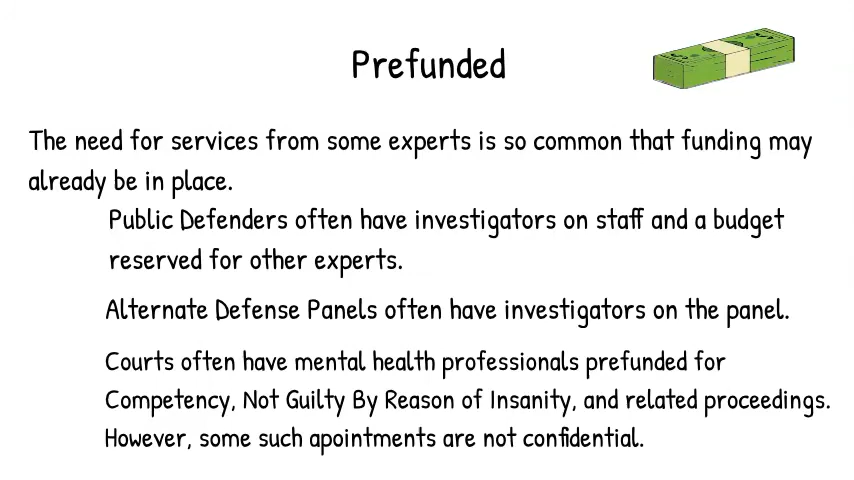 Prefunded
The need for services from some experts is so common that funding may
already be in place.
Public Defenders often have investigators on staff and a budget
reserved for other experts.
Alternate Defense Panels often have investigators on the panel.
Courts often have mental health professionals prefunded for
Competency, Not Guilty By Reason of Insanity, and related proceedings.
However, some such apointments are not confidential.